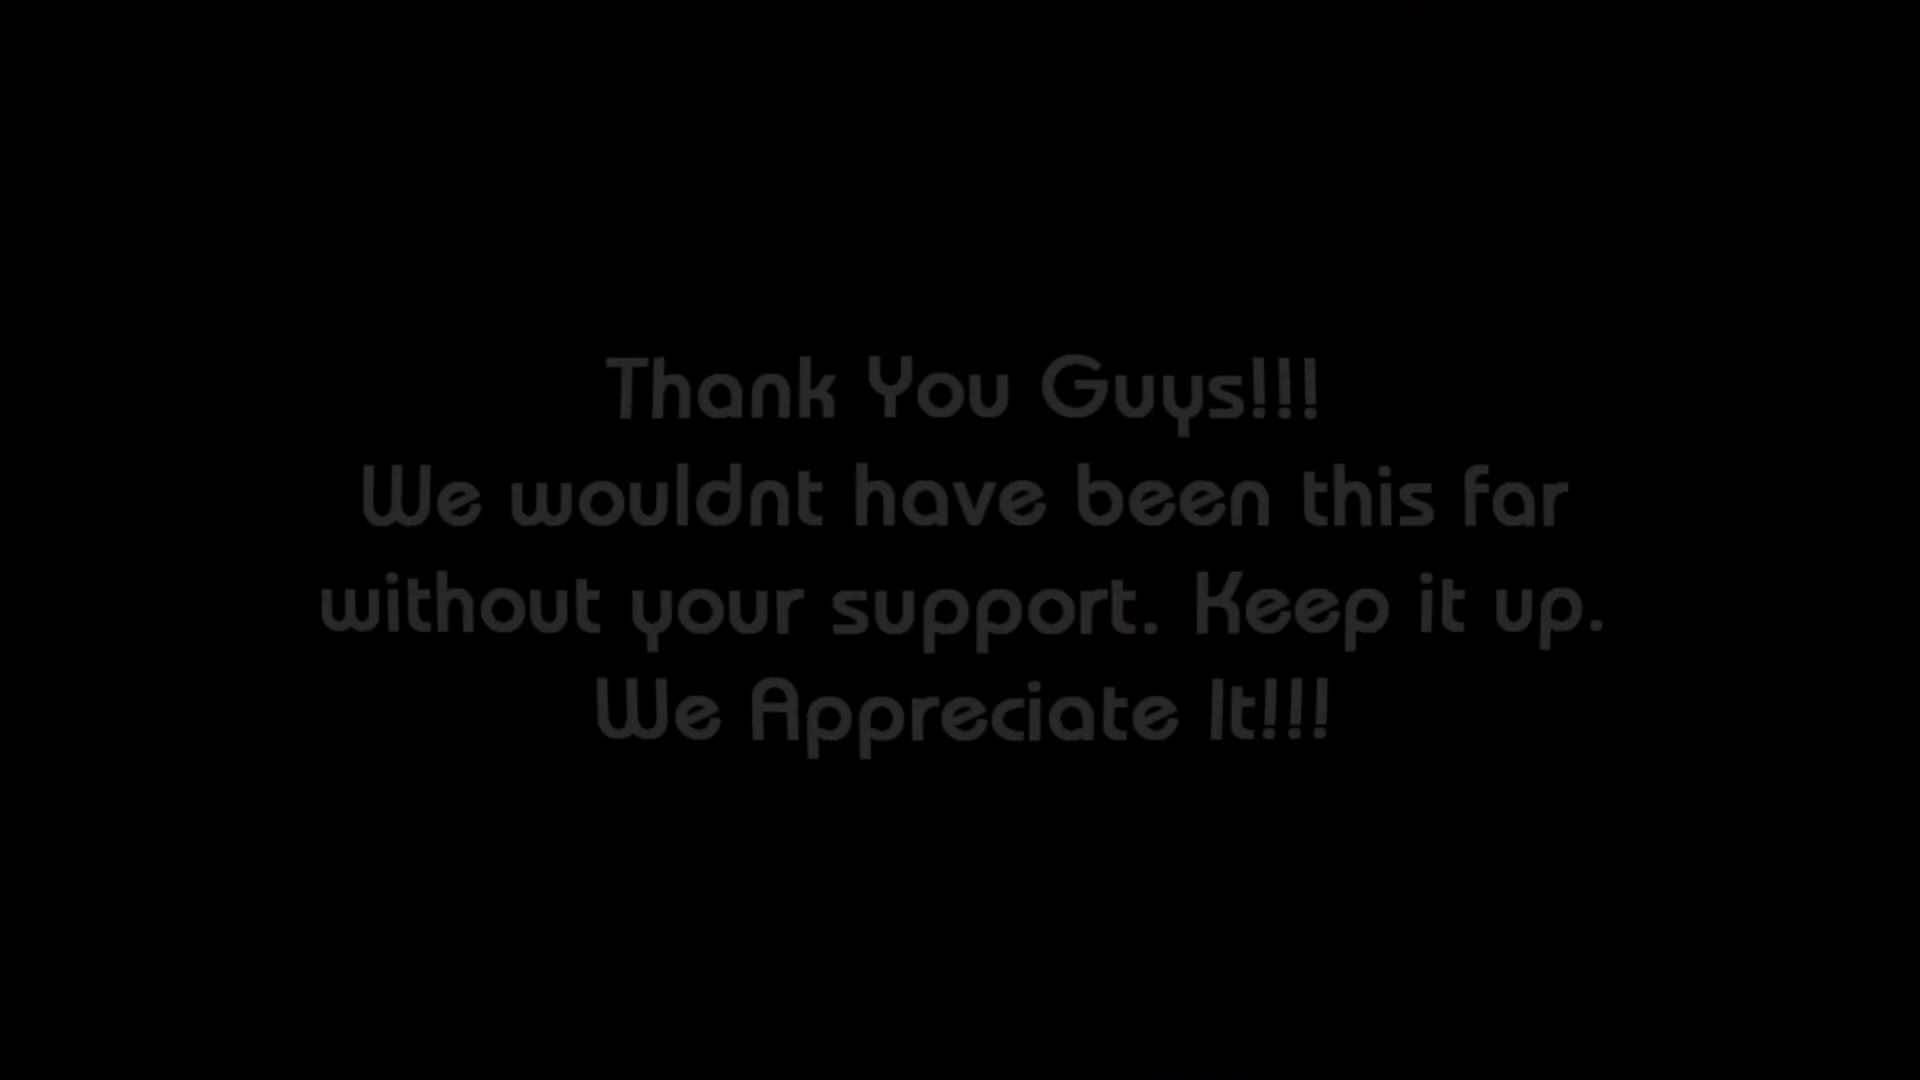 Thank You Guys!!!
We wouldnt have been this far
without your support. Keep it up.
We Appreciate It!!!